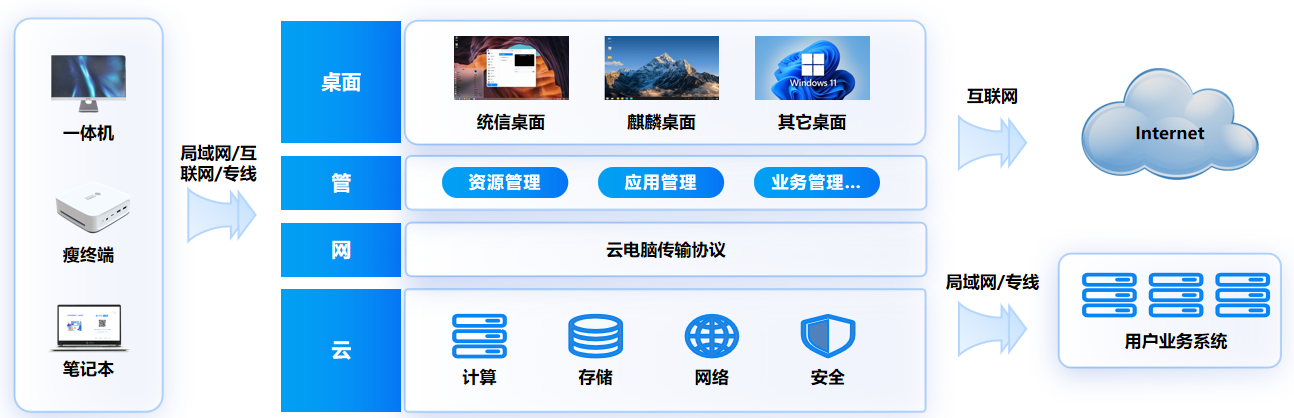 一体机
瘦终端
笔记本
局域网/互
联网/专线
桌面
统信桌面
麒麟桌面
Windows 11
其它桌面
管
资源管理
应用管理
业务管理...
网
云电脑传输协议
云
计算
存储
网络
安全
互联网
Internet
局域网/专线
用户业务系统